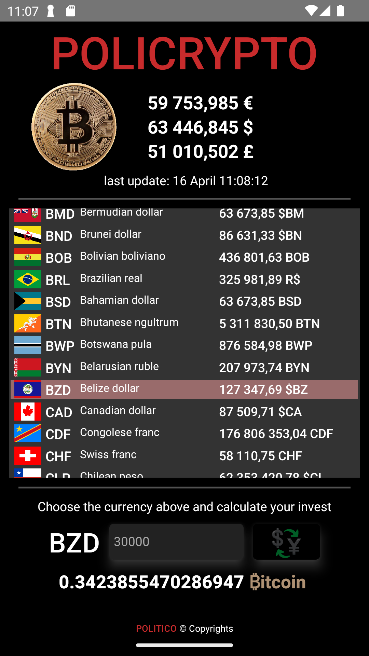 11:07
POLICRYPTO
59 753,985 €
63 446,845 $
51 010,502 £
last update: 16 April 11:08:12
BMD Bermudian dollar 63 673,85 $BM
BND Brunei dollar 86 631,33 $BN
BOB Bolivian boliviano 436 801,63 BOB
BRL Brazilian real 325 981,89 R$
BSD Bahamian dollar 63 673,85 BSD
BTN Bhutanese ngultrum 5 311 830,50 BTN
BWP Botswana pula 876 584,98 BWP
BYN Belarusian ruble 207 973,74 BYN
BZD Belize dollar 127 347,69 $BZ
CAD Canadian dollar 87 509,71 $CA
CDF Congolese franc 176 806 353,04 CDF
CHF Swiss franc 58 110,75 CHF
CLP Chilean peso 62 353 420,78 $CL
Choose the currency above and calculate your invest
BZD 30000
0.3423855470286947 ₿itcoin
POLITICO © Copyrights